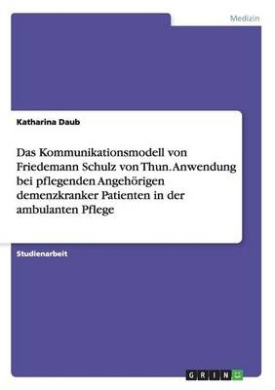 Medizin
Katharina Daub
Das Kommunikationsmodell von
Friedemann Schulz von Thun. Anwendung
bei pflegenden Angehörigen
demenzkranker Patienten in der
ambulanten Pflege
Studienarbeit
GRIN